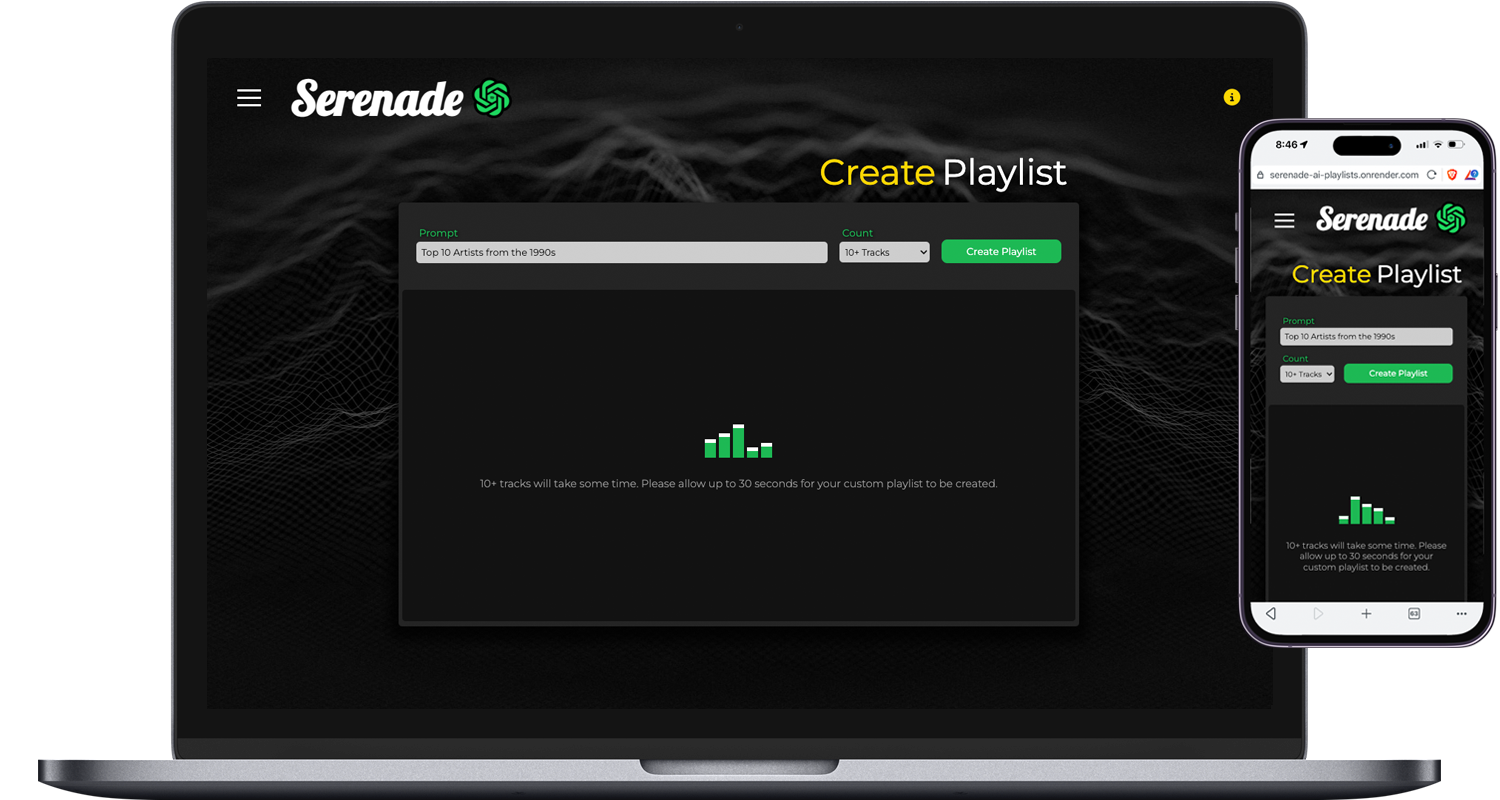 Serenade
Create Playlist
Prompt
Count
Top 10 Artists from the 1990s
10+ Tracks
Create Playlist
10+ tracks will take some time. Please allow up to 30 seconds for your custom playlist to be created.
8:46
serenade-ai-playlists.onrender.com
Serenade
Create Playlist
Prompt
Top 10 Artists from the 1990s
Count
10+ Tracks
Create Playlist
10+ tracks will take some time. Please
allow up to 30 seconds for your
custom playlist to be created.
63